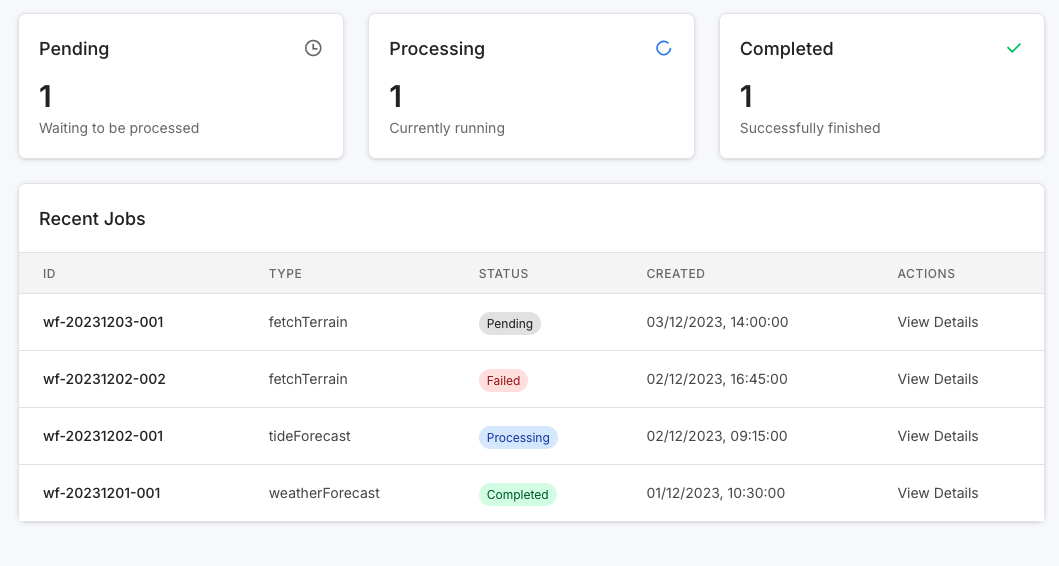 Pending
1
Waiting to be processed
Processing
1
Currently running
Completed
1
Successfully finished
Recent Jobs
ID TYPE STATUS CREATED ACTIONS
wf-20231203-001 fetchTerrain Pending 03/12/2023, 14:00:00 View Details
wf-20231202-002 fetchTerrain Failed 02/12/2023, 16:45:00 View Details
wf-20231202-001 tideForecast Processing 02/12/2023, 09:15:00 View Details
wf-20231201-001 weatherForecast Completed 01/12/2023, 10:30:00 View Details